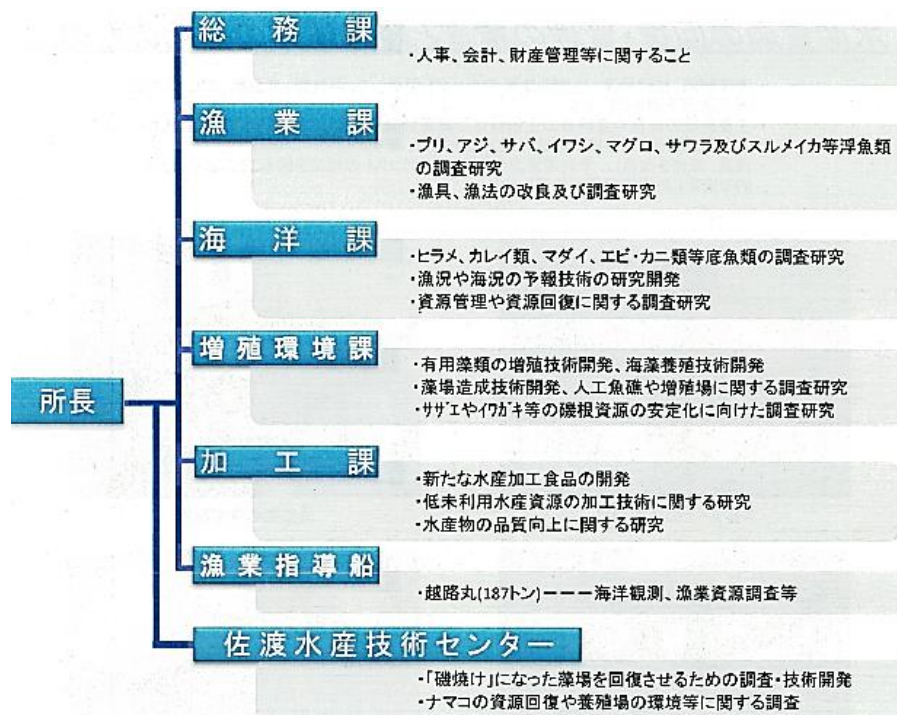 総務課
・人事、会計、財産管理等に関すること
漁業課
・ブリ、アジ、サバ、イワシ、マグロ、サワラ及びスルメイカ等浮魚類
の調査研究
・漁具、漁法の改良及び調査研究
海洋課
・ヒラメ、カレイ類、マダイ、エビ・カニ類等底魚類の調査研究
・漁況や海況の予報技術の研究開発
・資源管理や資源回復に関する調査研究
増殖環境課
・有用藻類の増殖技術開発、海藻養殖技術開発
・藻場造成技術開発、人工魚礁や増殖場に関する調査研究
・サザエやイワガキ等の磯根資源の安定化に向けた調査研究
所長
加工課
・新たな水産加工食品の開発
・低未利用水産資源の加工技術に関する研究
・水産物の品質向上に関する研究
漁業指導船
・越路丸(187トン)ーーー海洋観測、漁業資源調査等
佐渡水産技術センター
・「磯焼け」になった藻場を回復させるための調査・技術開発
・ナマコの資源回復や養殖場の環境等に関する調査